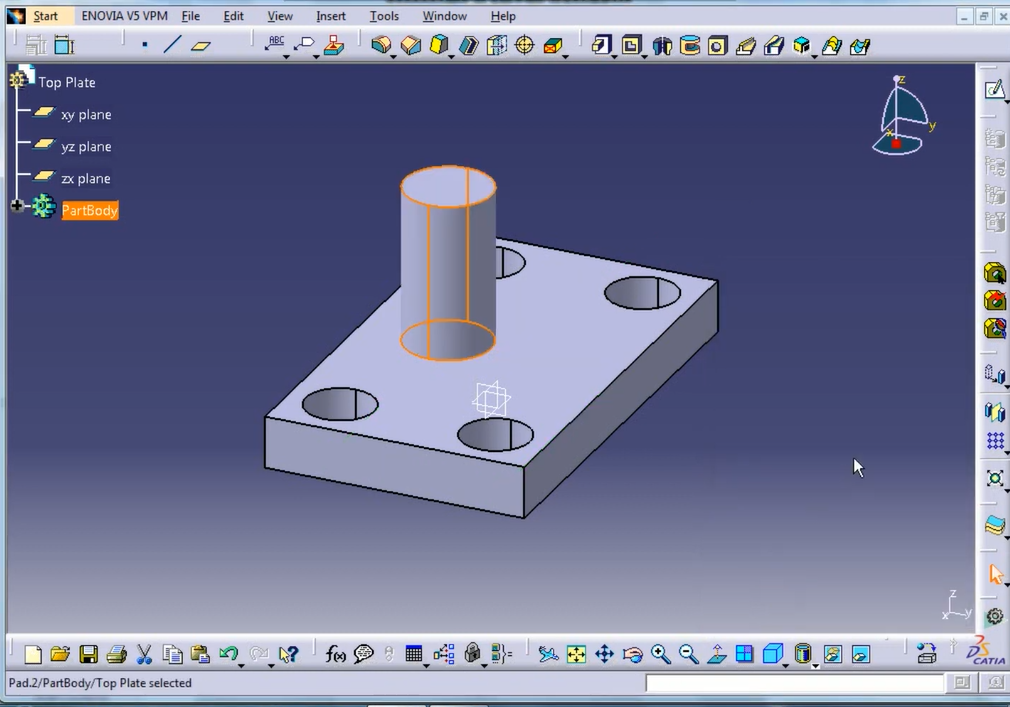 Start ENOVIA V5 VPM File Edit View Insert Tools Window Help
ABC
Top Plate
xy plane
yz plane
zx plane
PartBody
z
x y
z
x y
f(x)
CATIA
Pad.2/PartBody/Top Plate selected